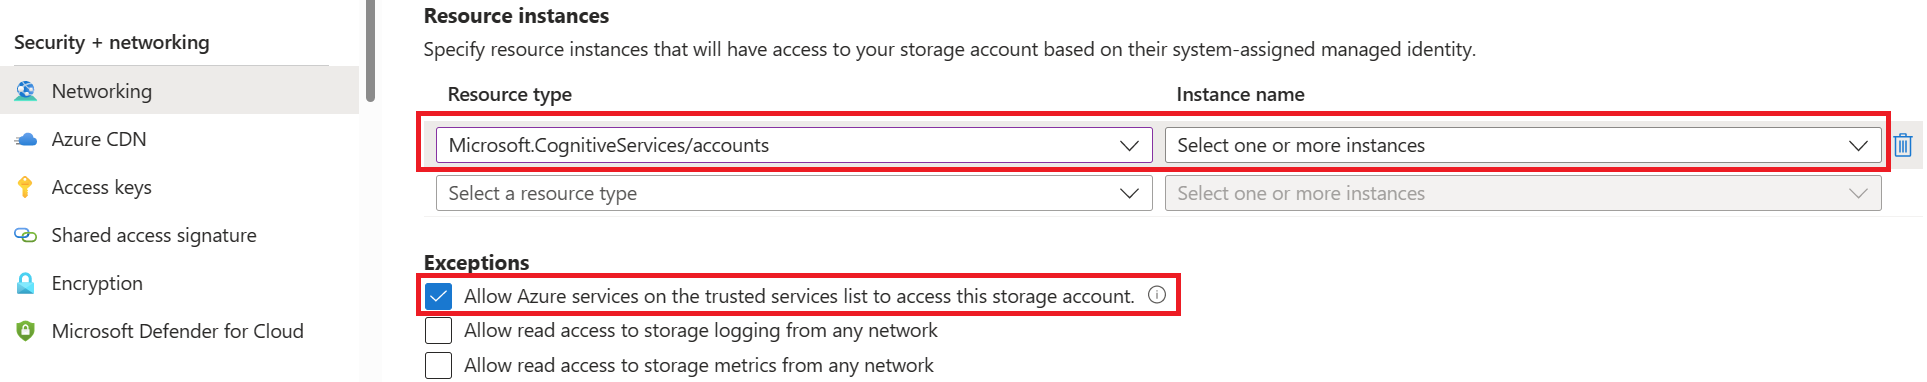 Security + networking
Networking
Azure CDN
Access keys
Shared access signature
Encryption
Microsoft Defender for Cloud
Resource instances
Specify resource instances that will have access to your storage account based on their system-assigned managed identity.
Resource type Instance name
Microsoft.CognitiveServices/accounts Select one or more instances
Select a resource type Select one or more instances
Exceptions
Allow Azure services on the trusted services list to access this storage account.
Allow read access to storage logging from any network
Allow read access to storage metrics from any network